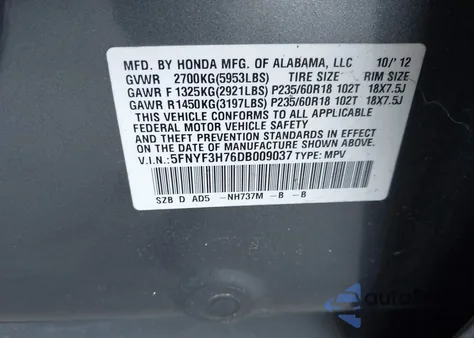 MFD. BY HONDA MFG. OF ALABAMA, LLC 10/'12
GVWR 2700KG(5953LBS) TIRE SIZE RIM SIZE
GAWR F 1325KG(2921LBS) P235/60R18 102T 18X7.5J
GAWR R1450KG(3197LBS) P235/60R18 102T 18X7.5J
THIS VEHICLE CONFORMS TO ALL APPLICABLE
FEDERAL MOTOR VEHICLE SAFETY STANDARDS IN
EFFECT ON THE DATE OF MANUFACTURE SHOWN ABOVE.
V.I.N.: 5FNYF3H76DB009037 TYPE: MPV
SZB D AD5 -NH737M -B -B